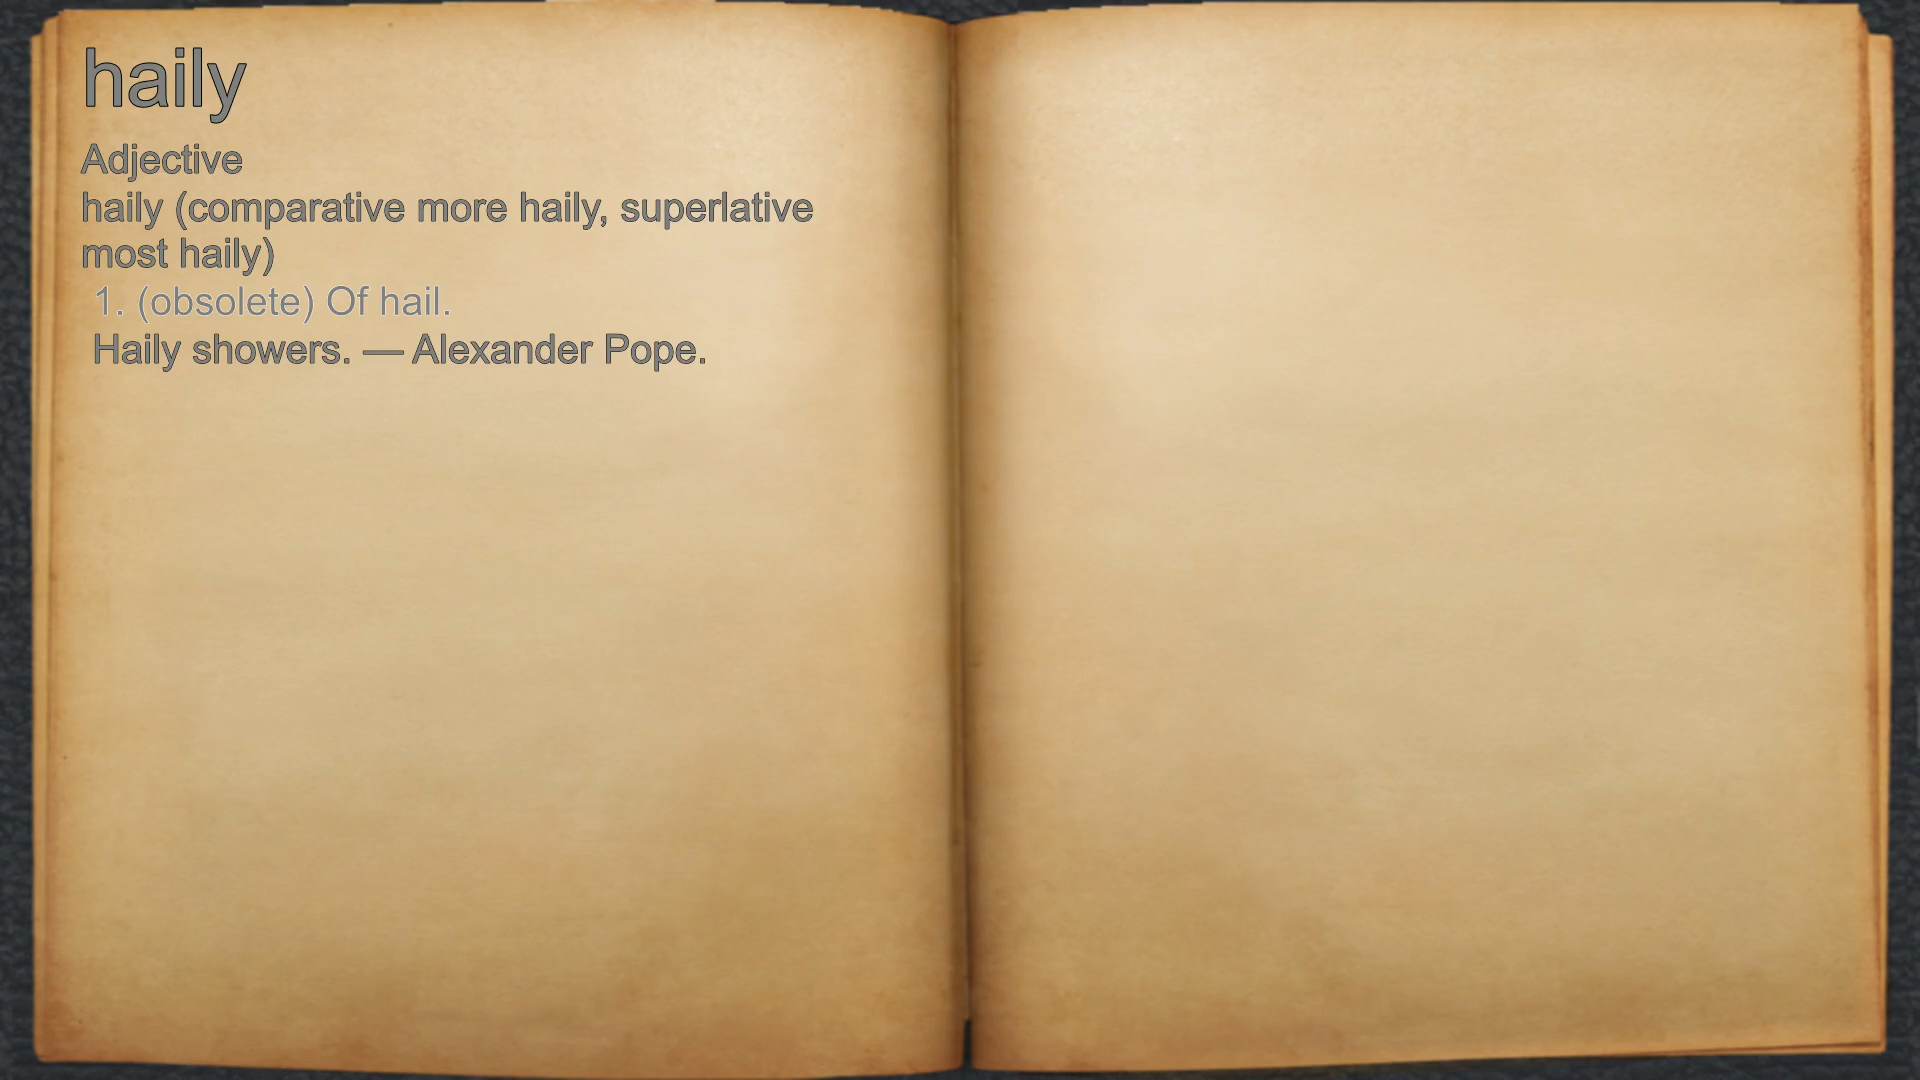 haily
Adjective
haily (comparative more haily, superlative
most haily)
1. (obsolete) Of hail.
Haily showers. — Alexander Pope.